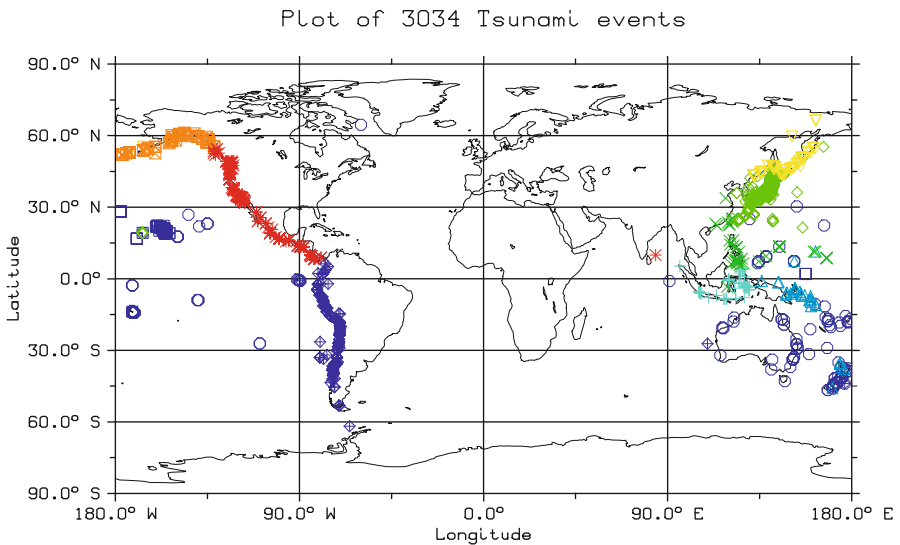 Plot of 3034 Tsunami events
90.0° N
60.0° N
30.0° N
0.0°
30.0° S
60.0° S
90.0° S
Latitude
180.0° W
90.0° W
0.0°
90.0° E
180.0° E
Longitude